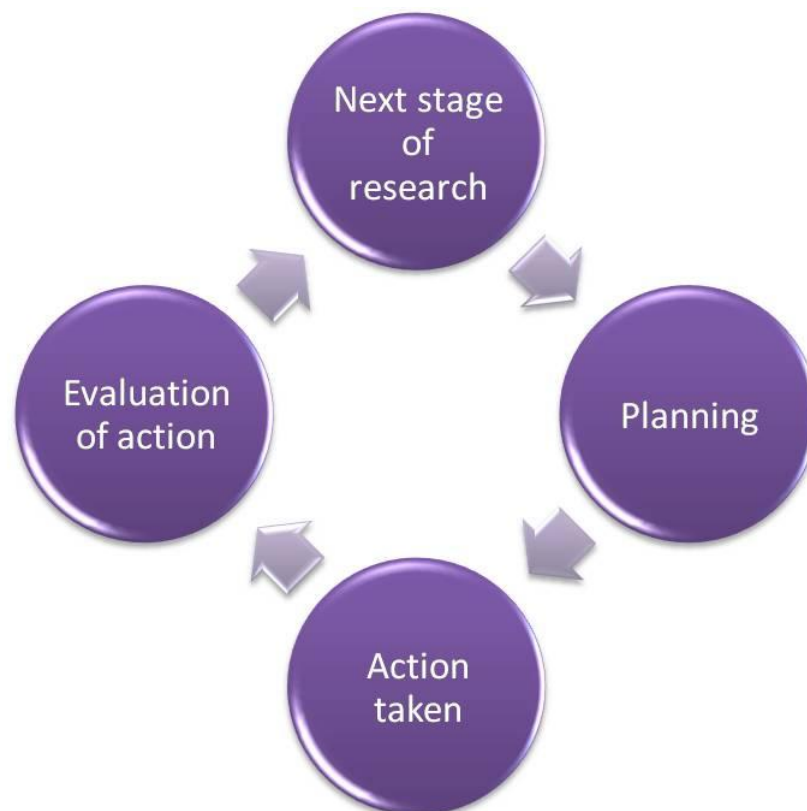 Next stage
of
research
Planning
Action
taken
Evaluation
of action